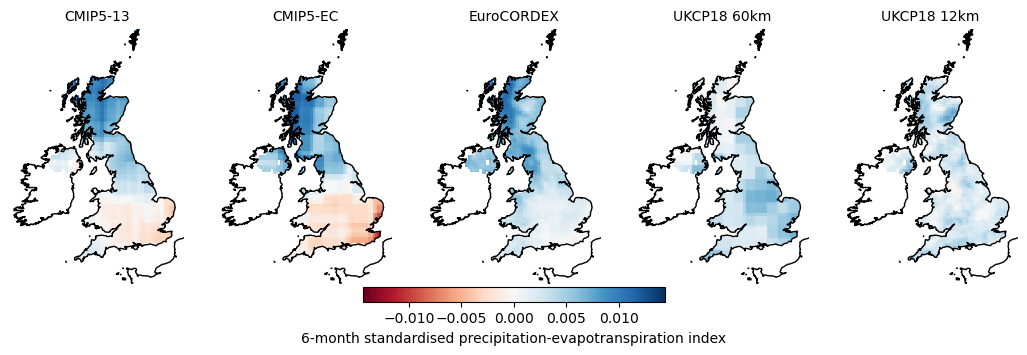 CMIP5-13 CMIP5-EC EuroCORDEX UKCP18 60km UKCP18 12km
−0.010 −0.005 0.000 0.005 0.010
6-month standardised precipitation-evapotranspiration index